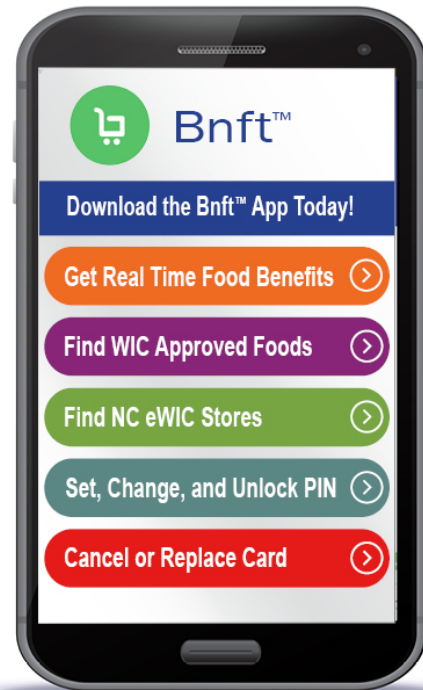 Bnft™
Download the Bnft™ App Today!
Get Real Time Food Benefits
Find WIC Approved Foods
Find NC eWIC Stores
Set, Change, and Unlock PIN
Cancel or Replace Card